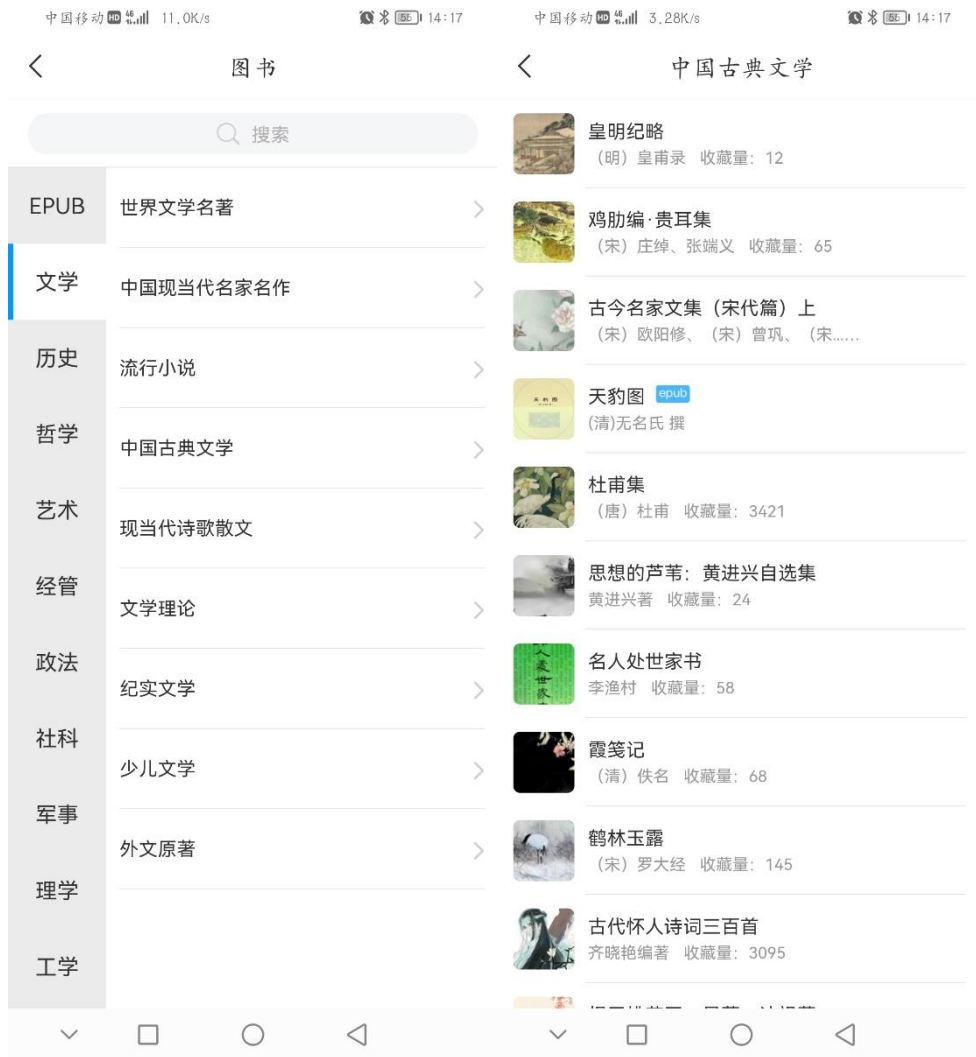 中国移动 HD 46 11.0K/s 55 14:17
图书
搜索
EPUB
文学
历史
哲学
艺术
经管
政法
社科
军事
理学
工学
世界文学名著
中国现当代名家名作
流行小说
中国古典文学
现当代诗歌散文
文学理论
纪实文学
少儿文学
外文原著
中国移动 HD 46 3.28K/s 55 14:17
中国古典文学
皇明纪略
（明）皇甫录 收藏量：12
鸡肋编·贵耳集
（宋）庄绰、张端义 收藏量：65
古今名家文集（宋代篇）上
（宋）欧阳修、（宋）曾巩、（宋……
天豹图 epub
(清)无名氏 撰
杜甫集
（唐）杜甫 收藏量：3421
思想的芦苇：黄进兴自选集
黄进兴著 收藏量：24
名人处世家书
李渔村 收藏量：58
霞笺记
（清）佚名 收藏量：68
鹤林玉露
（宋）罗大经 收藏量：145
古代怀人诗词三百首
齐晓艳编著 收藏量：3095